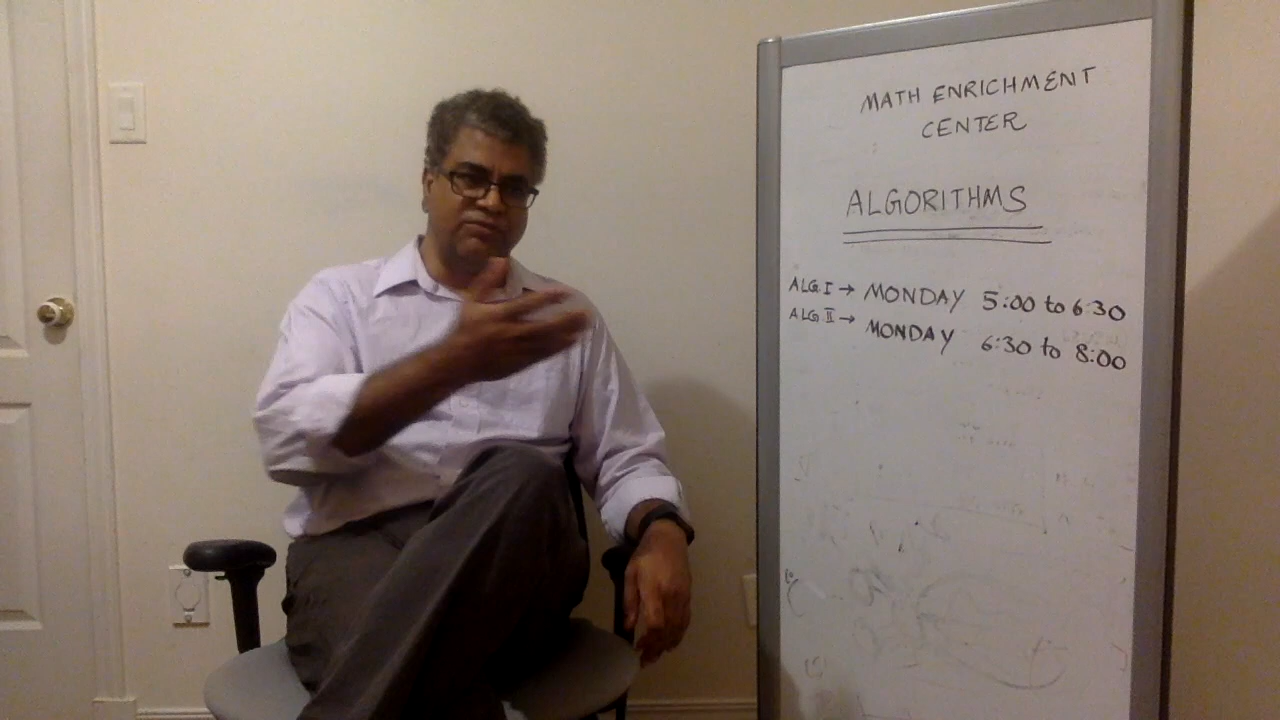 MATH ENRICHMENT
CENTER
ALGORITHMS
ALG I → MONDAY 5:00 to 6:30
ALG II → MONDAY 6:30 to 8:00